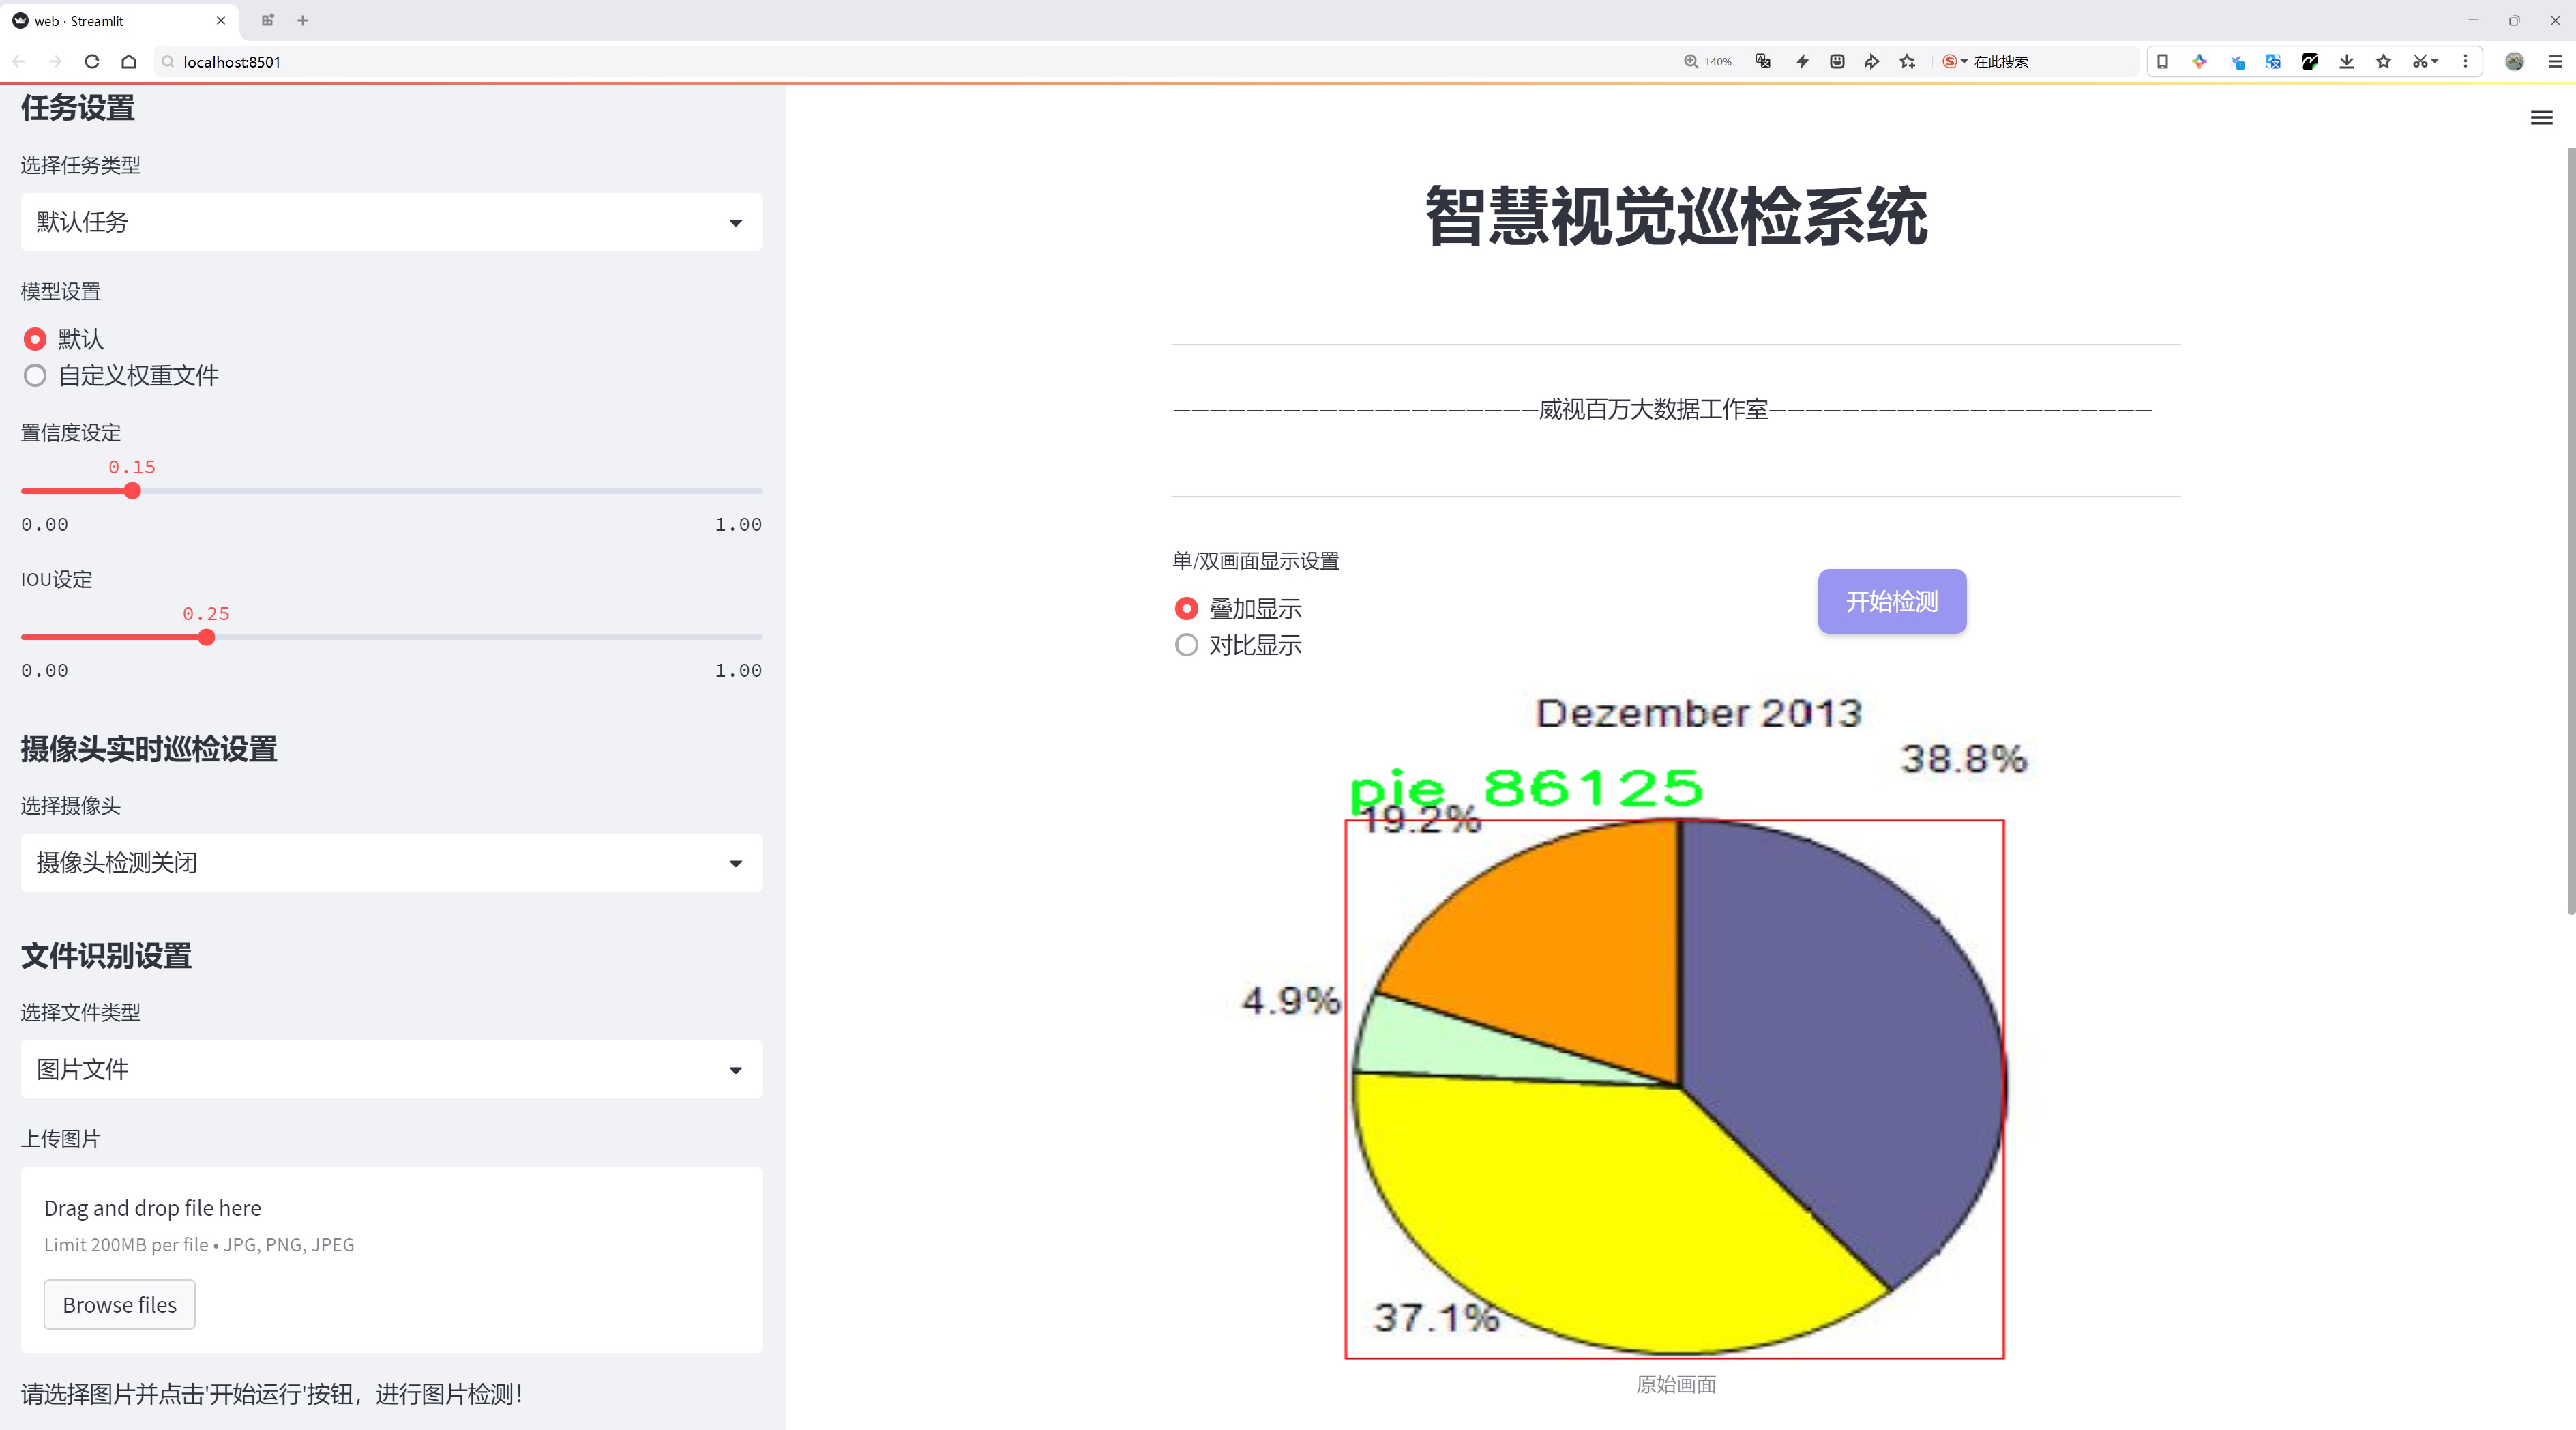 web · Streamlit
localhost:8501
140%
在此搜索
任务设置
选择任务类型
默认任务
模型设置
默认
自定义权重文件
置信度设定
0.15
0.00 1.00
IOU设定
0.25
0.00 1.00
摄像头实时巡检设置
选择摄像头
摄像头检测关闭
文件识别设置
选择文件类型
图片文件
上传图片
Drag and drop file here
Limit 200MB per file • JPG, PNG, JPEG
Browse files
请选择图片并点击'开始运行'按钮，进行图片检测！
智慧视觉巡检系统
————————————————————威视百万大数据工作室—————————————————————
单/双画面显示设置
叠加显示
对比显示
开始检测
Dezember 2013
38.8%
pie 86125
19.2%
4.9%
37.1%
原始画面